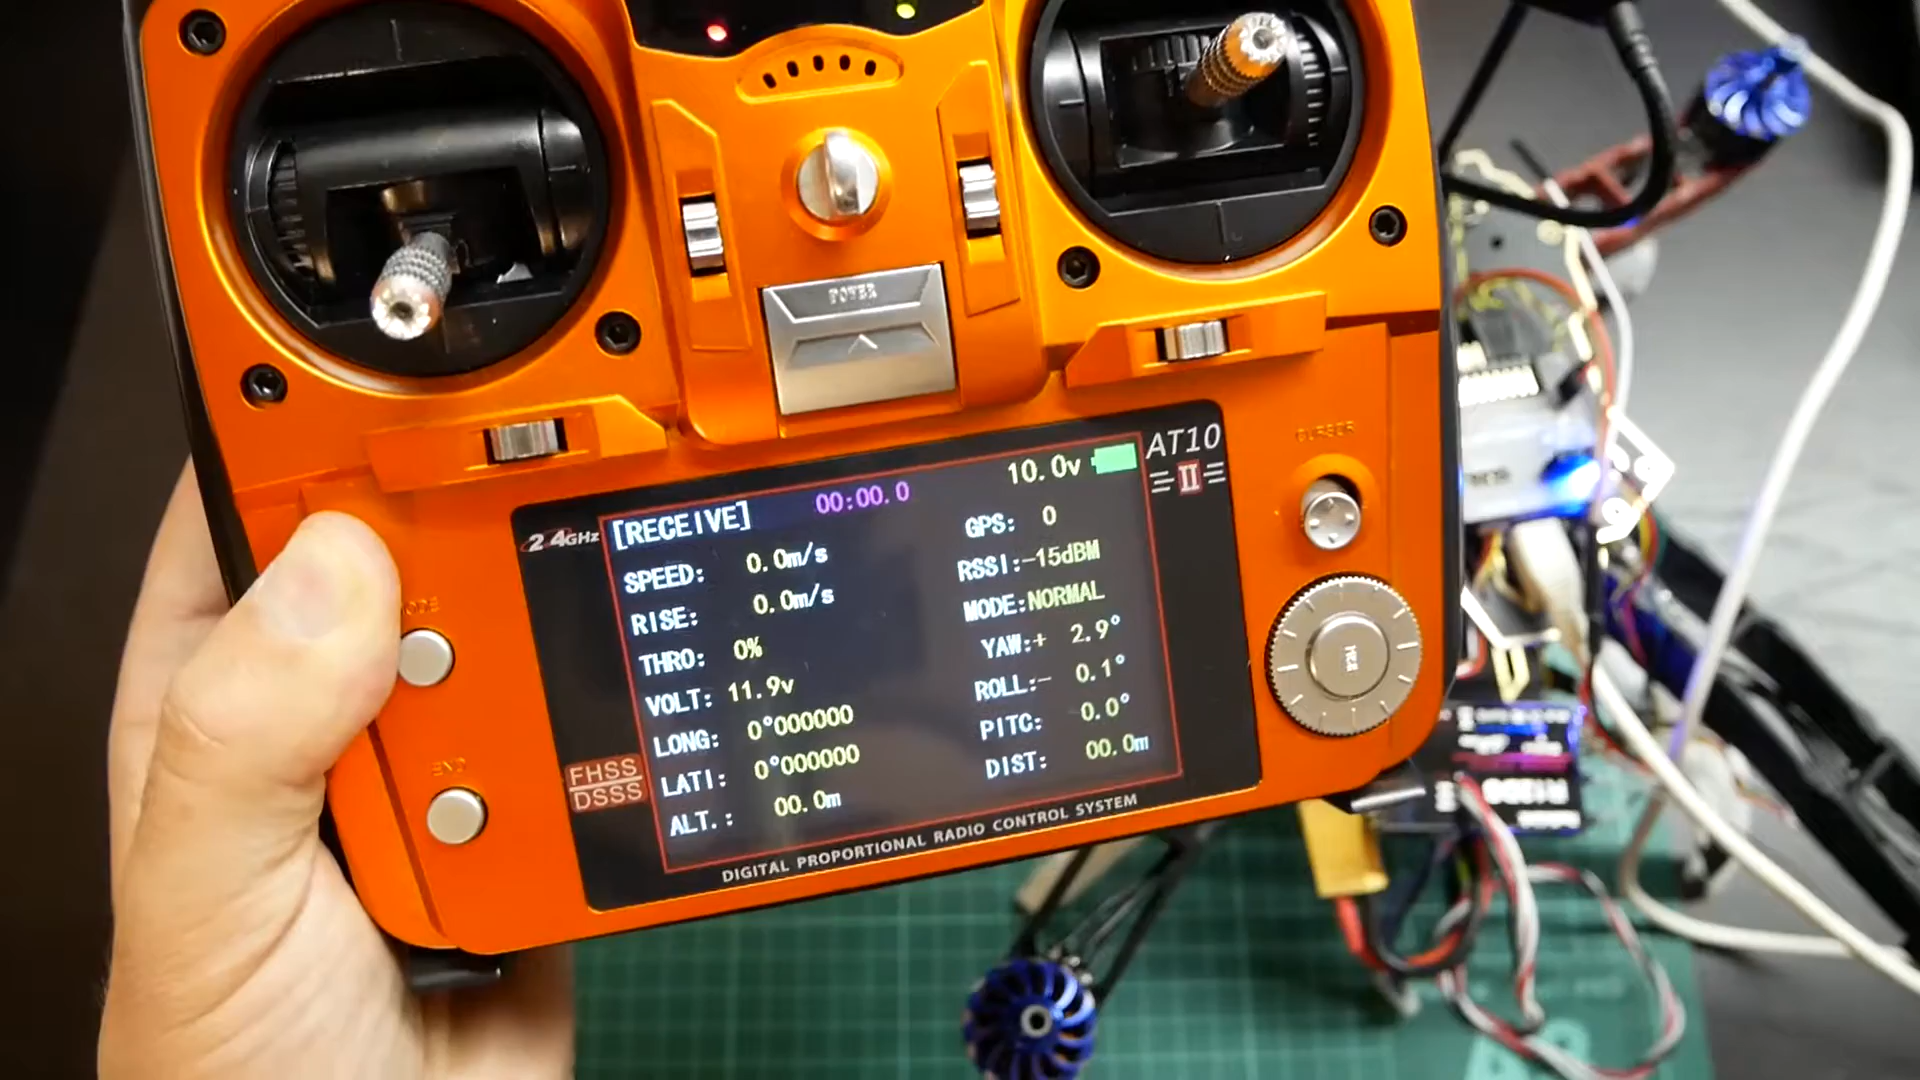 POWER
CURSOR
AT10
II
2.4GHz
[RECEIVE] 00:00.0 10.0v
SPEED: 0.0m/s GPS: 0
RISE: 0.0m/s RSSI:-15dBM
THRO: 0% MODE:NORMAL
VOLT: 11.9v YAW:+ 2.9°
LONG: 0°000000 ROLL:- 0.1°
LATI: 0°000000 PITC: 0.0°
ALT.: 00.0m DIST: 00.0m
FHSS
DSSS
END
DIGITAL PROPORTIONAL RADIO CONTROL SYSTEM